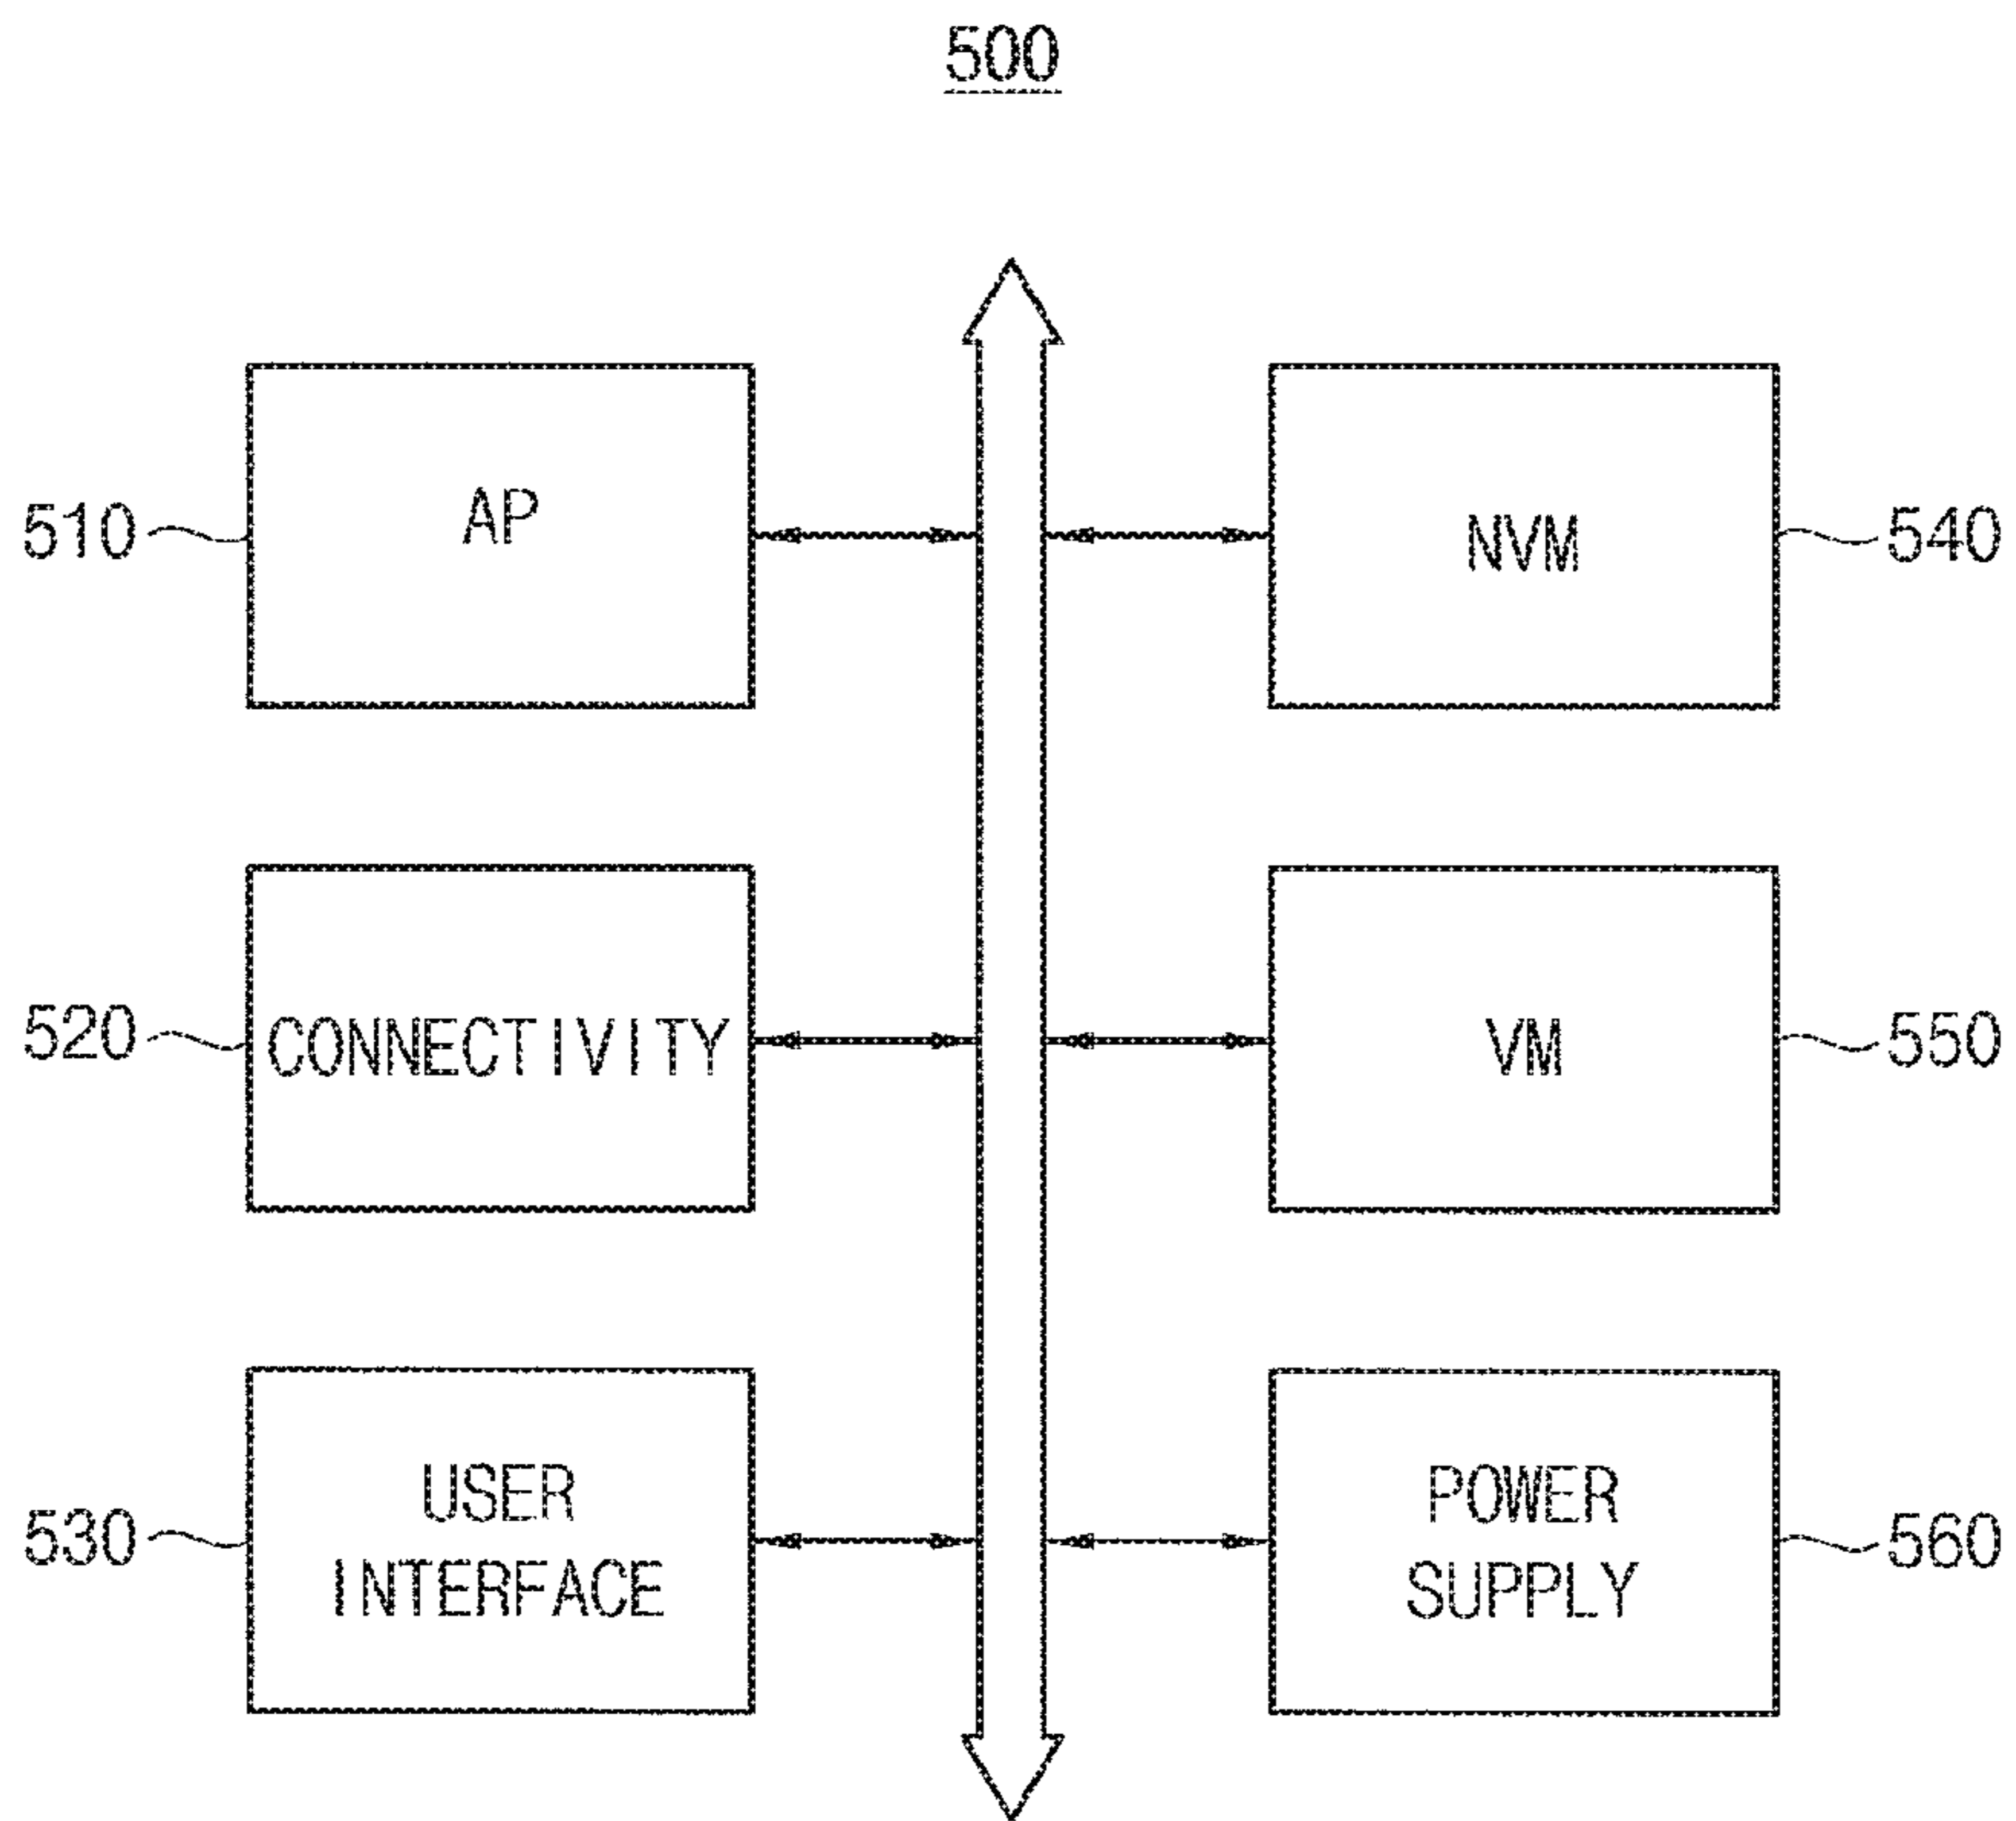 500
510
AP
NVM
540
520
CONNECTIVITY
VM
550
530
USER
INTERFACE
POWER
SUPPLY
560